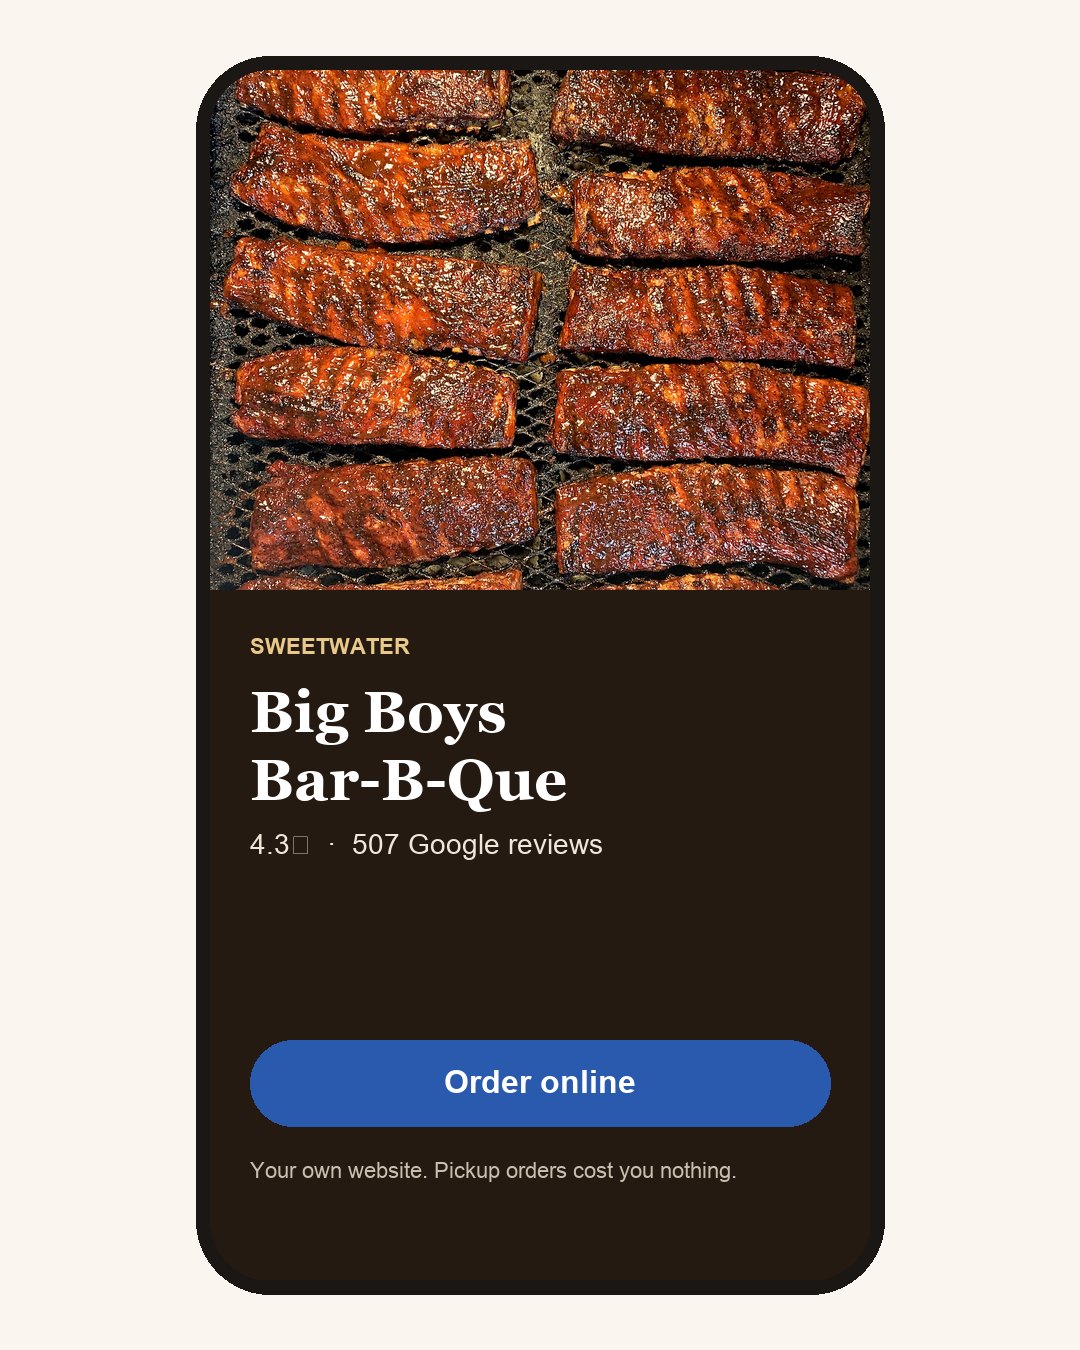 SWEETWATER
Big Boys
Bar-B-Que
4.3□ · 507 Google reviews
Order online
Your own website. Pickup orders cost you nothing.